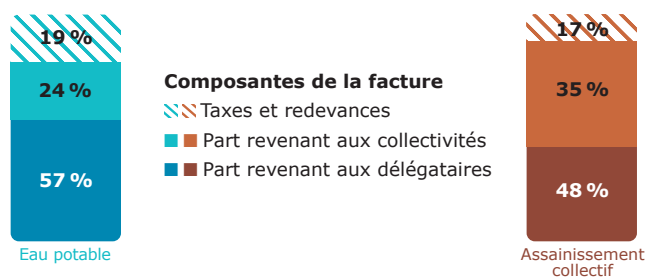 19 %
24 %
57 %
Eau potable
Composantes de la facture
Taxes et redevances
Part revenant aux collectivités
Part revenant aux délégataires
17 %
35 %
48 %
Assainissement
collectif